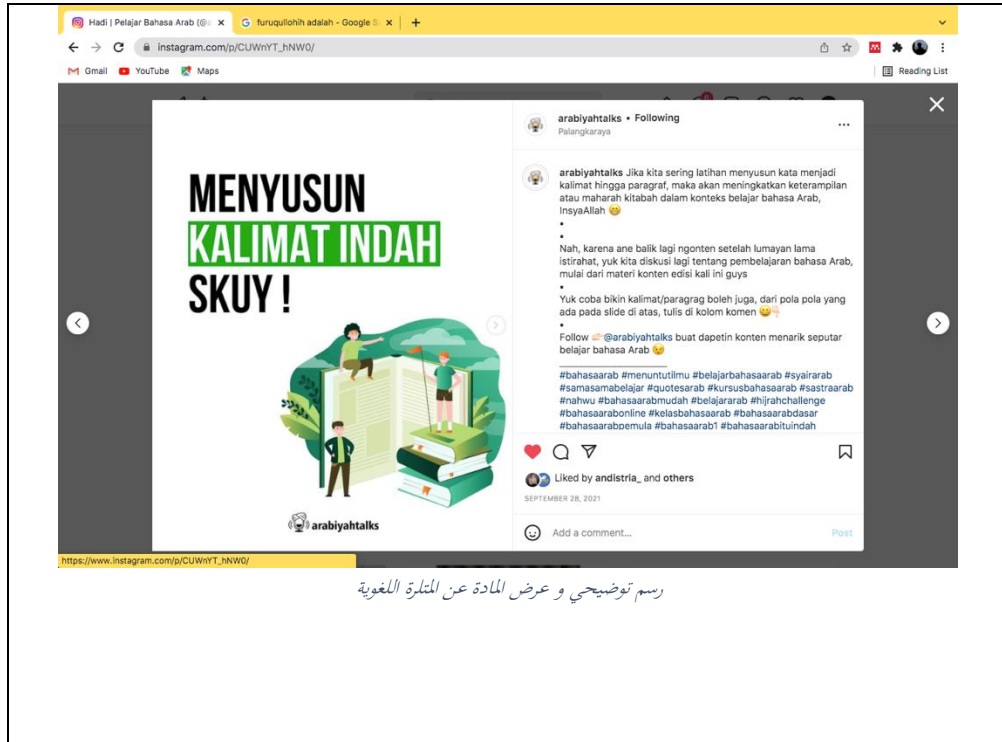 Hadi | Pelajar Bahasa Arab (@
furuqullohih adalah - Google S
instagram.com/p/CUWnYT_hNW0/
Gmail YouTube Maps Reading List
arabiyahtalks • Following
Palangkaraya
MENYUSUN
KALIMAT INDAH
SKUY !
arabiyahtalks
arabiyahtalks Jika kita sering latihan menyusun kata menjadi
kalimat hingga paragraf, maka akan meningkatkan keterampilan
atau maharah kitabah dalam konteks belajar bahasa Arab,
InsyaAllah 🤭
•
•
Nah, karena ane balik lagi ngonten setelah lumayan lama
istirahat, yuk kita diskusi lagi tentang pembelajaran bahasa Arab,
mulai dari materi konten edisi kali ini guys
•
Yuk coba bikin kalimat/paragrag boleh juga, dari pola pola yang
ada pada slide di atas, tulis di kolom komen 😀👇🏻
•
Follow 👉🏻@arabiyahtalks buat dapetin konten menarik seputar
belajar bahasa Arab 😉
#bahasaarab #menuntutilmu #belajarbahasaarab #syairarab
#samasamabelajar #quotesarab #kursusbahasaarab #sastraarab
#nahwu #bahasaarabmudah #belajararab #hijrahchallenge
#bahasaarabonline #kelasbahasaarab #bahasaarabdasar
#bahasaarabpemula #bahasaarab1 #bahasaarabituindah
Liked by andistria_ and others
SEPTEMBER 28, 2021
Add a comment... Post
https://www.instagram.com/p/CUWnYT_hNW0/
رسم توضيحي و عرض المادة عن المتلرة اللغوية